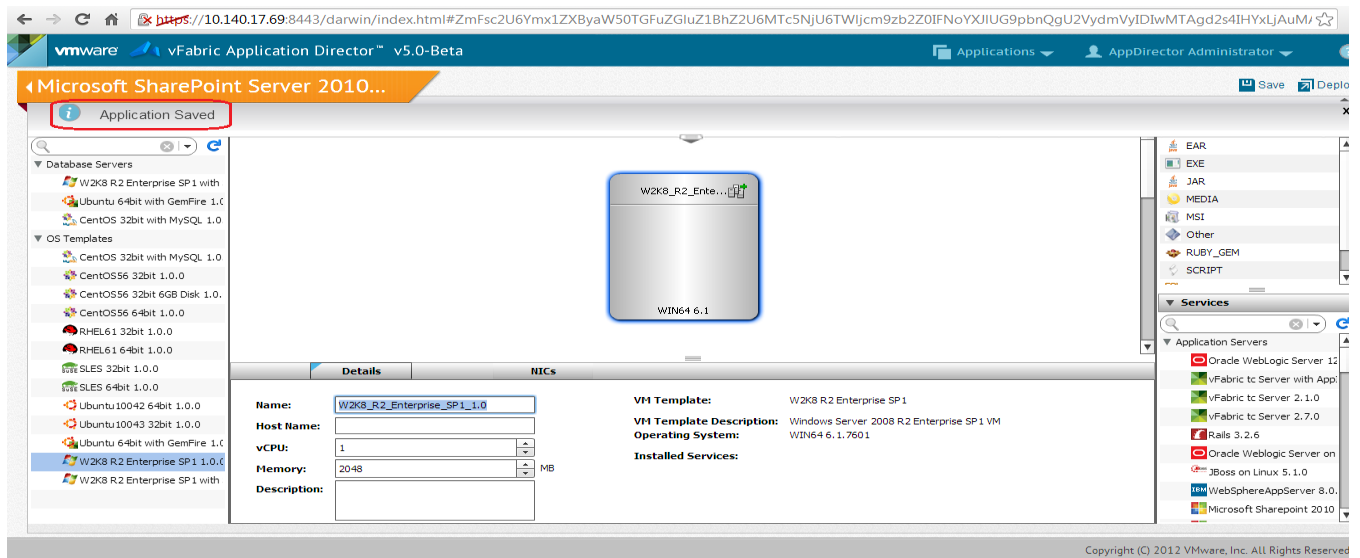 https://10.140.17.69:8443/darwin/index.html#ZmFsc2U6Ymx1ZXByaW50TGFuZGluZ1BhZ2U6MTc5NjU6TWljcm9zb2Z0IFNoYXJlUG9pbnQgU2VydmVyIDIwMTAgd2s4IHYxLjAuMA
vmware vFabric Application Director™ v5.0-Beta
Applications
AppDirector Administrator
Microsoft SharePoint Server 2010...
Save
Deplo
Application Saved
x
Database Servers
W2K8 R2 Enterprise SP1 with
Ubuntu 64bit with GemFire 1.0
CentOS 32bit with MySQL 1.0
OS Templates
CentOS 32bit with MySQL 1.0
CentOS56 32bit 1.0.0
CentOS56 32bit 6GB Disk 1.0.
CentOS56 64bit 1.0.0
RHEL61 32bit 1.0.0
RHEL61 64bit 1.0.0
SLES 32bit 1.0.0
SLES 64bit 1.0.0
Ubuntu10042 64bit 1.0.0
Ubuntu10043 32bit 1.0.0
Ubuntu 64bit with GemFire 1.0
W2K8 R2 Enterprise SP1 1.0.0
W2K8 R2 Enterprise SP1 with
W2K8_R2_Ente...
WIN64 6.1
Details
NICs
Name: W2K8_R2_Enterprise_SP1_1.0
Host Name:
vCPU: 1
Memory: 2048 MB
Description:
VM Template: W2K8 R2 Enterprise SP1
VM Template Description: Windows Server 2008 R2 Enterprise SP1 VM
Operating System: WIN64 6.1.7601
Installed Services:
EAR
EXE
JAR
MEDIA
MSI
Other
RUBY_GEM
SCRIPT
Services
Application Servers
Oracle WebLogic Server 12
vFabric tc Server with App
vFabric tc Server 2.1.0
vFabric tc Server 2.7.0
Rails 3.2.6
Oracle Weblogic Server on
JBoss on Linux 5.1.0
IBM WebSphereAppServer 8.0.
Microsoft Sharepoint 2010
Copyright (C) 2012 VMware, Inc. All Rights Reserved